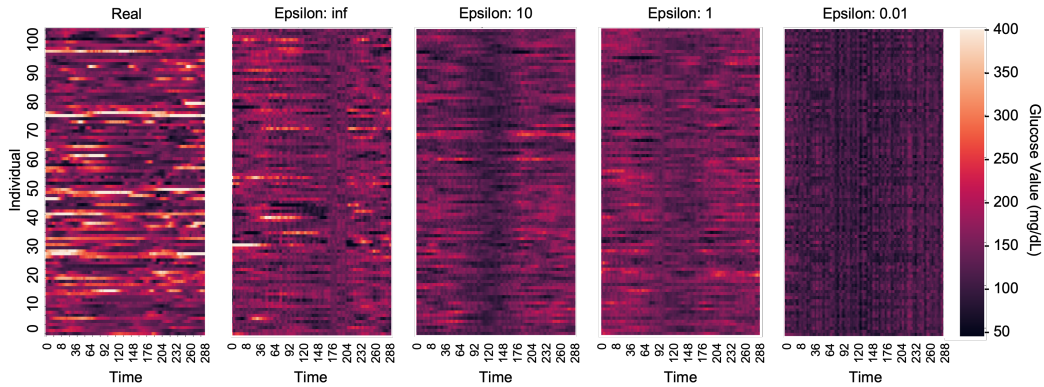 Real
Epsilon: inf
Epsilon: 10
Epsilon: 1
Epsilon: 0.01
Individual
100
90
80
70
60
50
40
30
20
10
0
0 8 36 64 92 120 148 176 204 232 260 288
0 8 36 64 92 120 148 176 204 232 260 288
0 8 36 64 92 120 148 176 204 232 260 288
0 8 36 64 92 120 148 176 204 232 260 288
0 8 36 64 92 120 148 176 204 232 260 288
Time
Time
Time
Time
Time
400
350
300
250
200
150
100
50
Glucose Value (mg/dL)